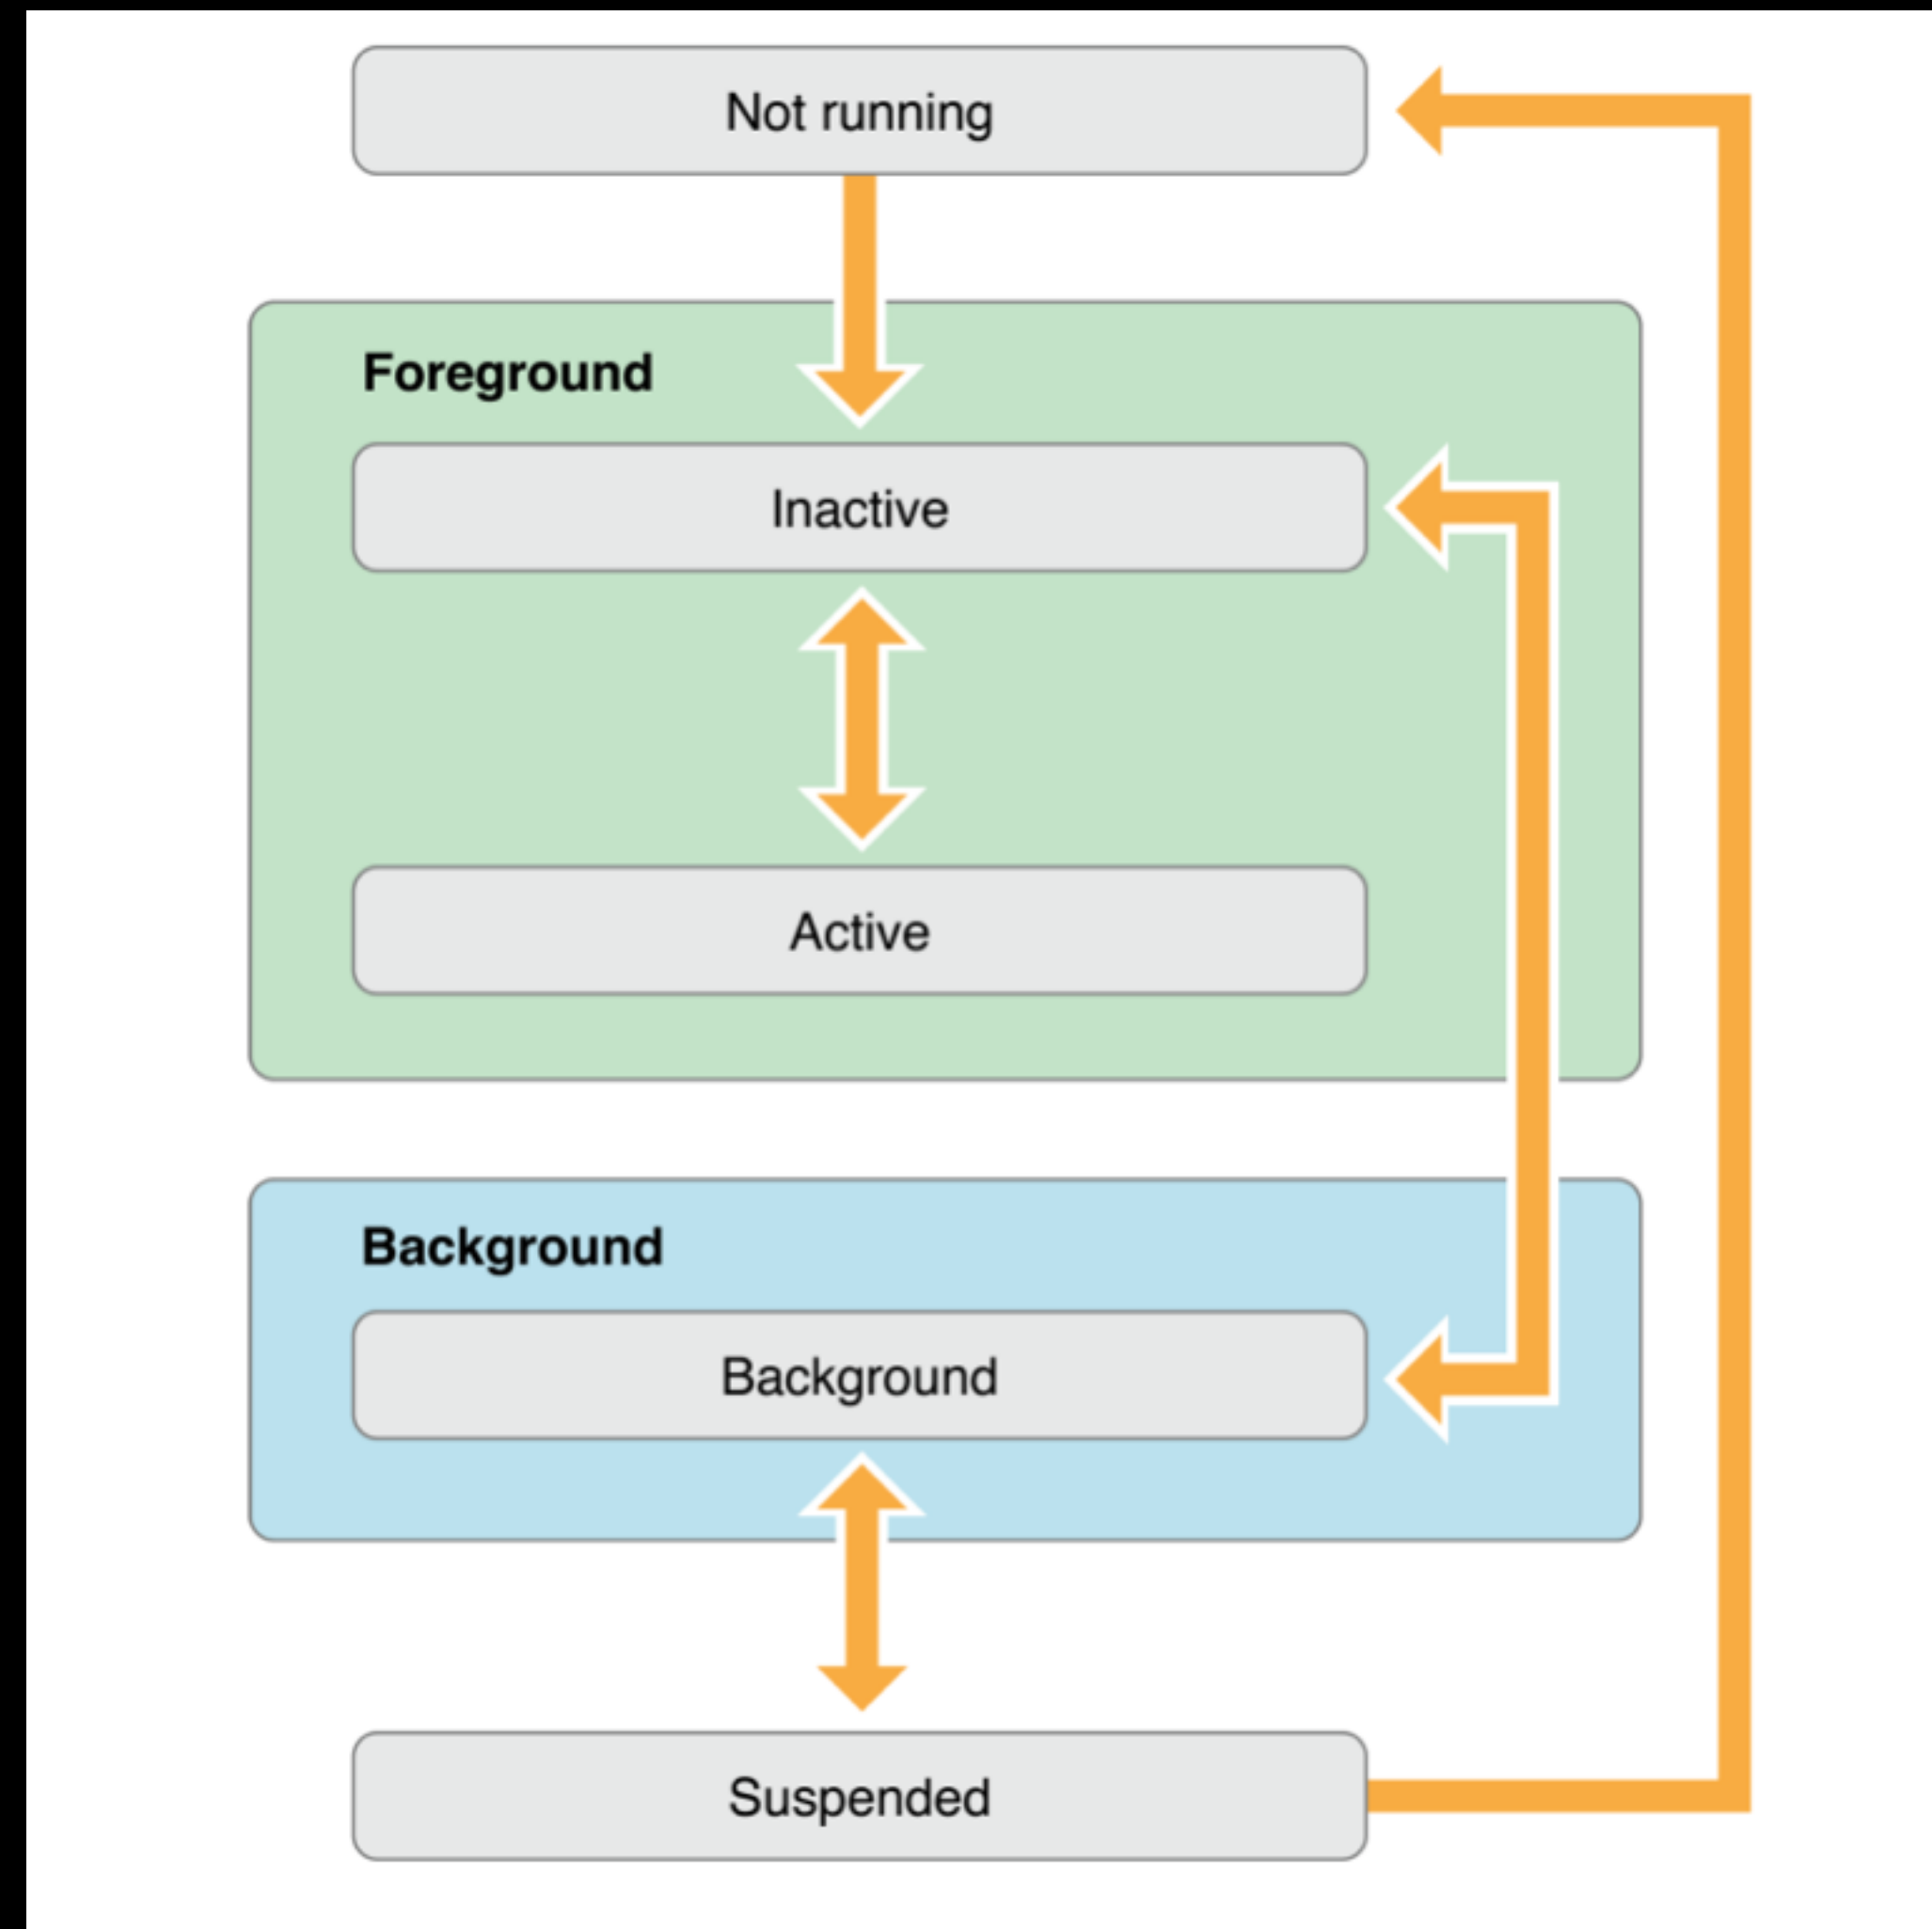 Not running
Foreground
Inactive
Active
Background
Background
Suspended